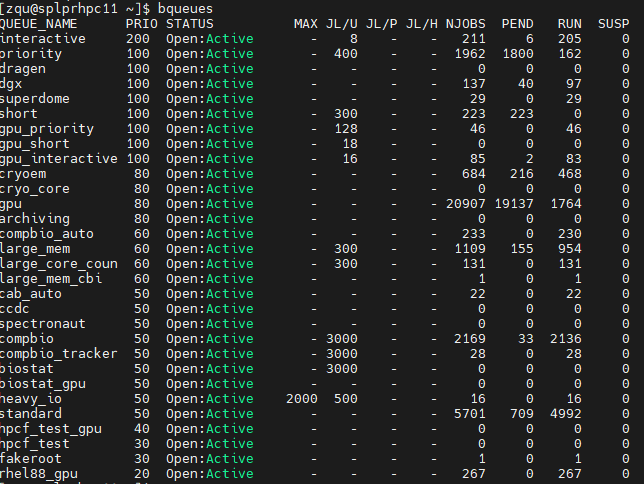 [zqu@splprhpc11 ~]$ bqueues
QUEUE_NAME PRIO STATUS MAX JL/U JL/P JL/H NJOBS PEND RUN SUSP
interactive 200 Open:Active - 8 - - 211 6 205 0
priority 100 Open:Active - 400 - - 1962 1800 162 0
dragen 100 Open:Active - - - - 0 0 0 0
dgx 100 Open:Active - - - - 137 40 97 0
superdome 100 Open:Active - - - - 29 0 29 0
short 100 Open:Active - 300 - - 223 223 0 0
gpu_priority 100 Open:Active - 128 - - 46 0 46 0
gpu_short 100 Open:Active - 18 - - 0 0 0 0
gpu_interactive 100 Open:Active - 16 - - 85 2 83 0
cryoem 80 Open:Active - - - - 684 216 468 0
cryo_core 80 Open:Active - - - - 0 0 0 0
gpu 80 Open:Active - - - - 20907 19137 1764 0
archiving 80 Open:Active - - - - 0 0 0 0
compbio_auto 60 Open:Active - - - - 233 0 230 0
large_mem 60 Open:Active - 300 - - 1109 155 954 0
large_core_coun 60 Open:Active - 300 - - 131 0 131 0
large_mem_cbi 60 Open:Active - - - - 1 0 1 0
cab_auto 50 Open:Active - - - - 22 0 22 0
ccdc 50 Open:Active - - - - 0 0 0 0
spectronaut 50 Open:Active - - - - 0 0 0 0
compbio 50 Open:Active - 3000 - - 2169 33 2136 0
compbio_tracker 50 Open:Active - 3000 - - 28 0 28 0
biostat 50 Open:Active - 3000 - - 0 0 0 0
biostat_gpu 50 Open:Active - - - - 0 0 0 0
heavy_io 50 Open:Active 2000 500 - - 16 0 16 0
standard 50 Open:Active - - - - 5701 709 4992 0
hpcf_test_gpu 40 Open:Active - - - - 0 0 0 0
hpcf_test 30 Open:Active - - - - 0 0 0 0
fakeroot 30 Open:Active - - - - 1 0 1 0
rhel88_gpu 20 Open:Active - - - - 267 0 267 0